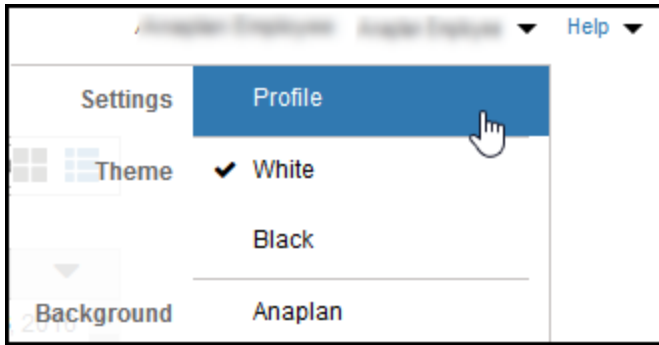 Help
Settings Profile
Theme White
Black
Background Anaplan